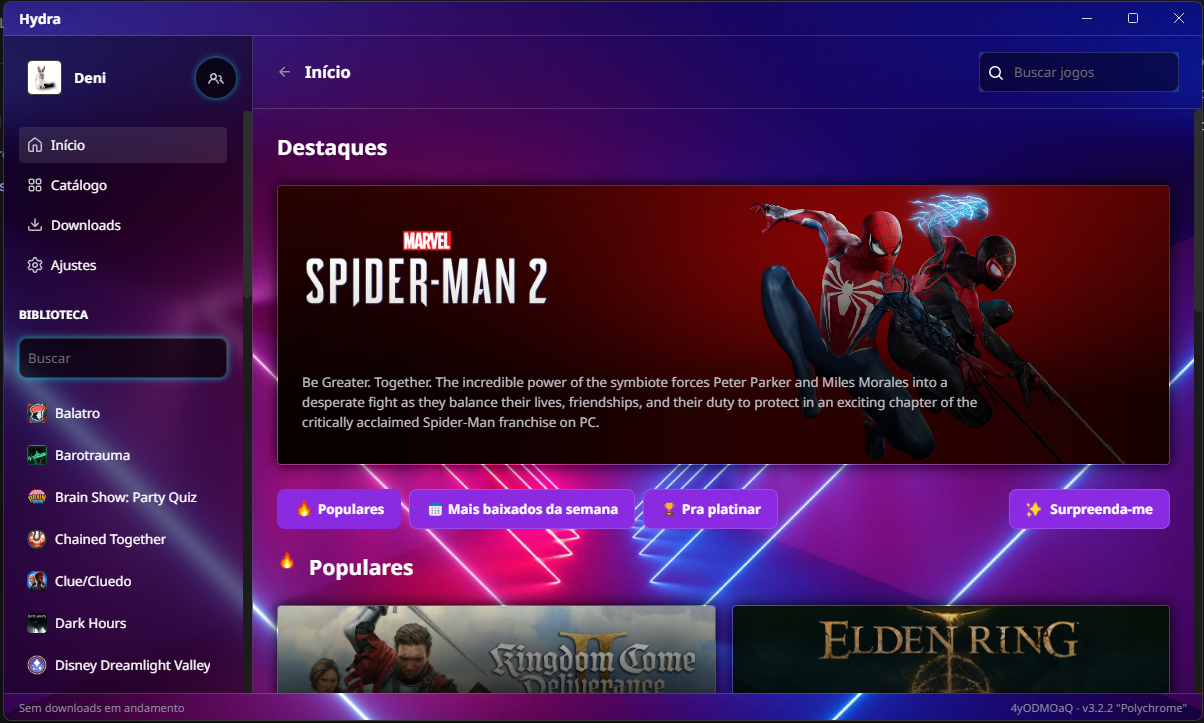 Hydra
Deni
Início
Catálogo
Downloads
Ajustes
BIBLIOTECA
Buscar
Balatro
Barotrauma
Brain Show: Party Quiz
Chained Together
Clue/Cluedo
Dark Hours
Disney Dreamlight Valley
Início
Buscar jogos
Destaques
MARVEL
SPIDER-MAN 2
Be Greater. Together. The incredible power of the symbiote forces Peter Parker and Miles Morales into a
desperate fight as they balance their lives, friendships, and their duty to protect in an exciting chapter of the
critically acclaimed Spider-Man franchise on PC.
Populares
Mais baixados da semana
Pra platinar
Surpreenda-me
Populares
Kingdom Come
Deliverance
II
ELDEN RING
Sem downloads em andamento
4yODMOaQ - v3.2.2 "Polychrome"